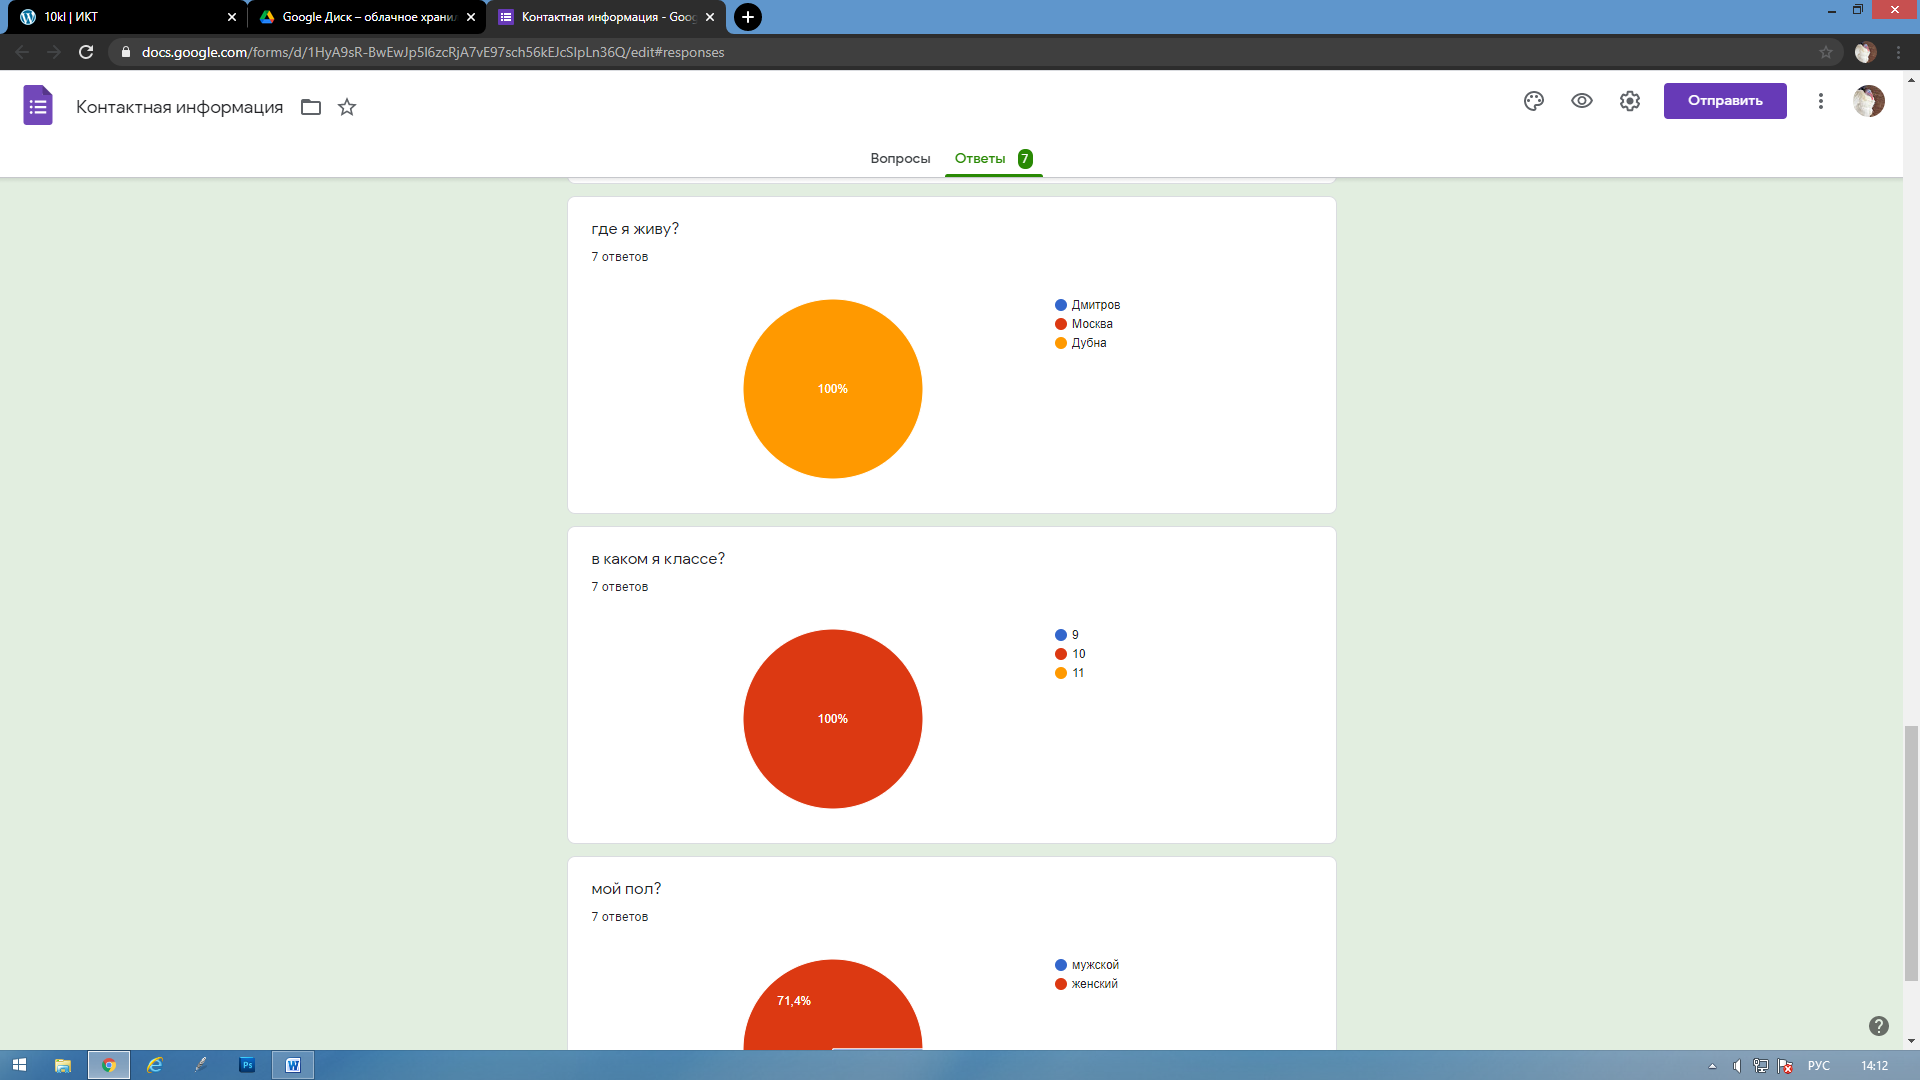 10kl | ИКТ
Google Диск – облачное храни
Контактная информация - Goo
docs.google.com/forms/d/1HyA9sR-BwEwJp5l6zcRjA7vE97sch56kEJcSIpLn36Q/edit#responses
Контактная информация
Отправить
Вопросы
Ответы 7
где я живу?
7 ответов
Дмитров
Москва
Дубна
100%
в каком я классе?
7 ответов
9
10
11
100%
мой пол?
7 ответов
мужской
женский
71,4%
Ps
W
РУС
14:12